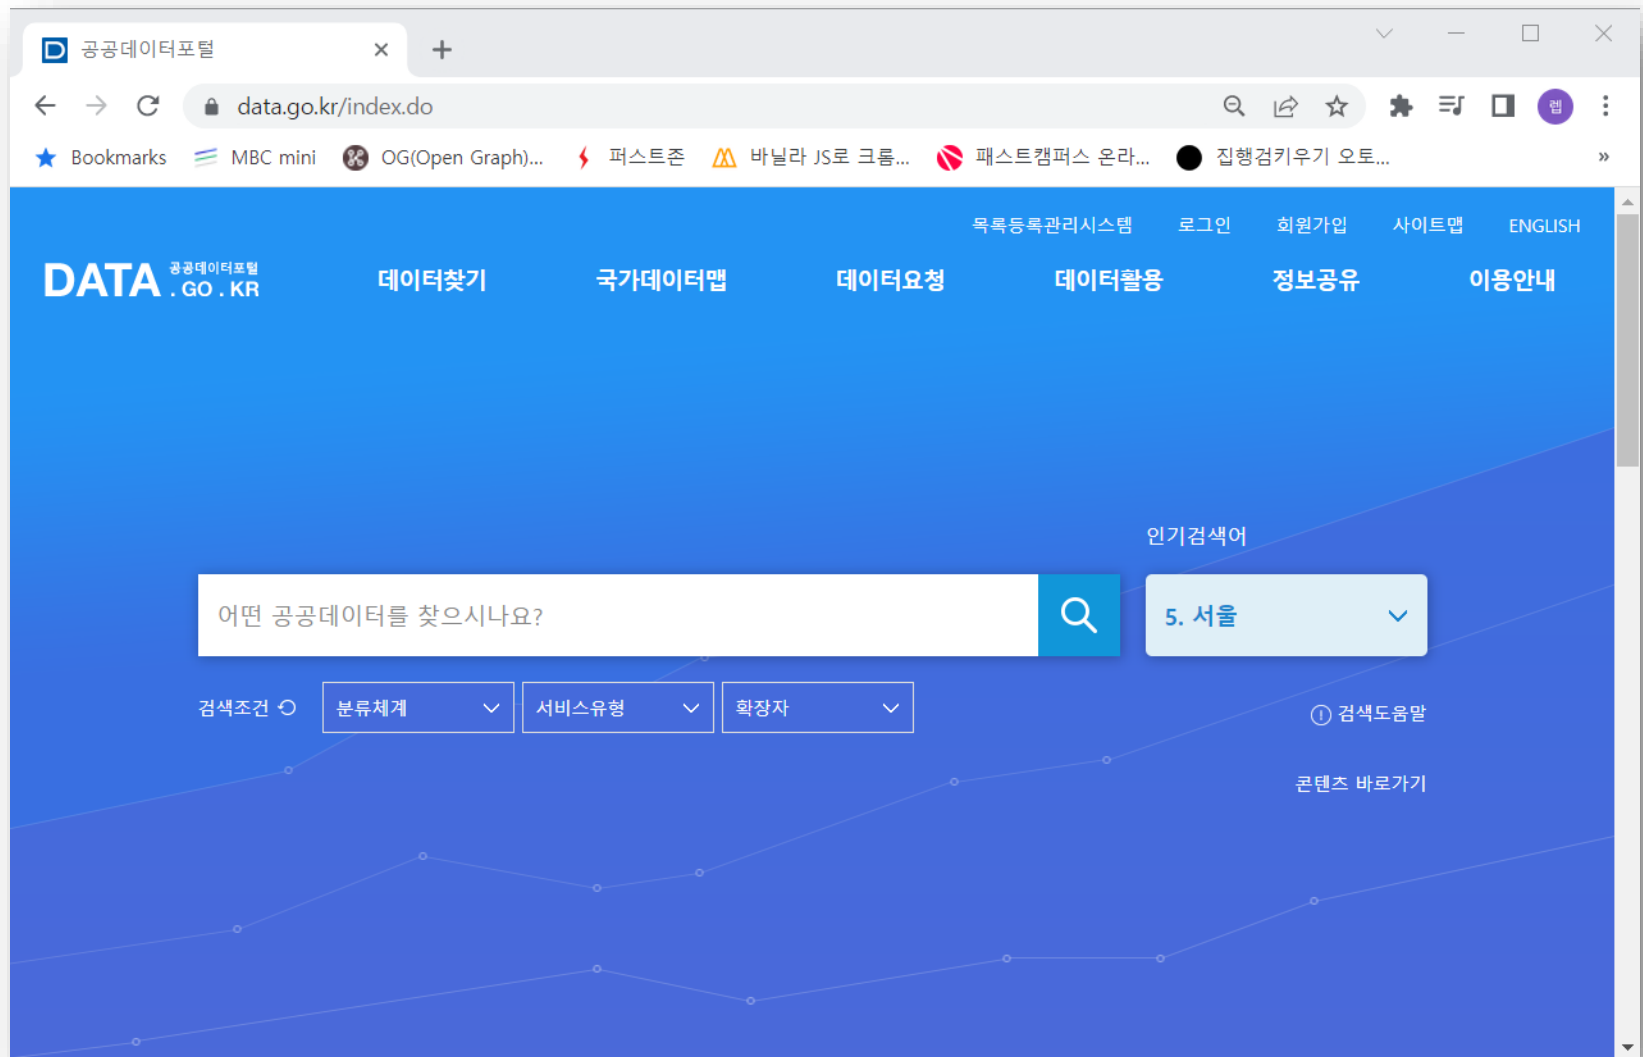 공공데이터포털
data.go.kr/index.do
렙
Bookmarks MBC mini OG(Open Graph)... 퍼스트존 바닐라 JS로 크롬... 패스트캠퍼스 온라... 집행검키우기 오토...
목록등록관리시스템 로그인 회원가입 사이트맵 ENGLISH
DATA 공공데이터포털 .GO.KR
데이터찾기 국가데이터맵 데이터요청 데이터활용 정보공유 이용안내
인기검색어
어떤 공공데이터를 찾으시나요?
5. 서울
검색조건 분류체계 서비스유형 확장자
검색도움말
콘텐츠 바로가기